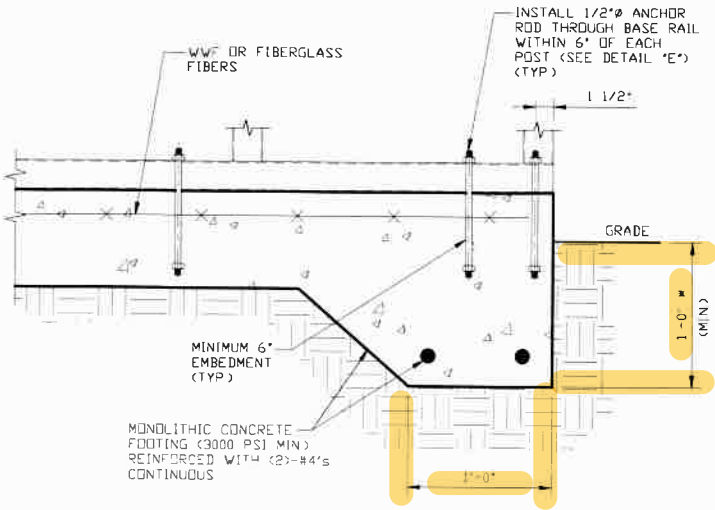 INSTALL 1/2"ø ANCHOR
ROD THROUGH BASE RAIL
WITHIN 6" OF EACH
POST (SEE DETAIL "E")
(TYP)
WWF OR FIBERGLASS
FIBERS
1 1/2"
GRADE
1'-0" *
(MIN)
MINIMUM 6"
EMBEDMENT
(TYP)
MONOLITHIC CONCRETE
FOOTING (3000 PSI MIN)
REINFORCED WITH (2)-#4's
CONTINUOUS
1'-0"